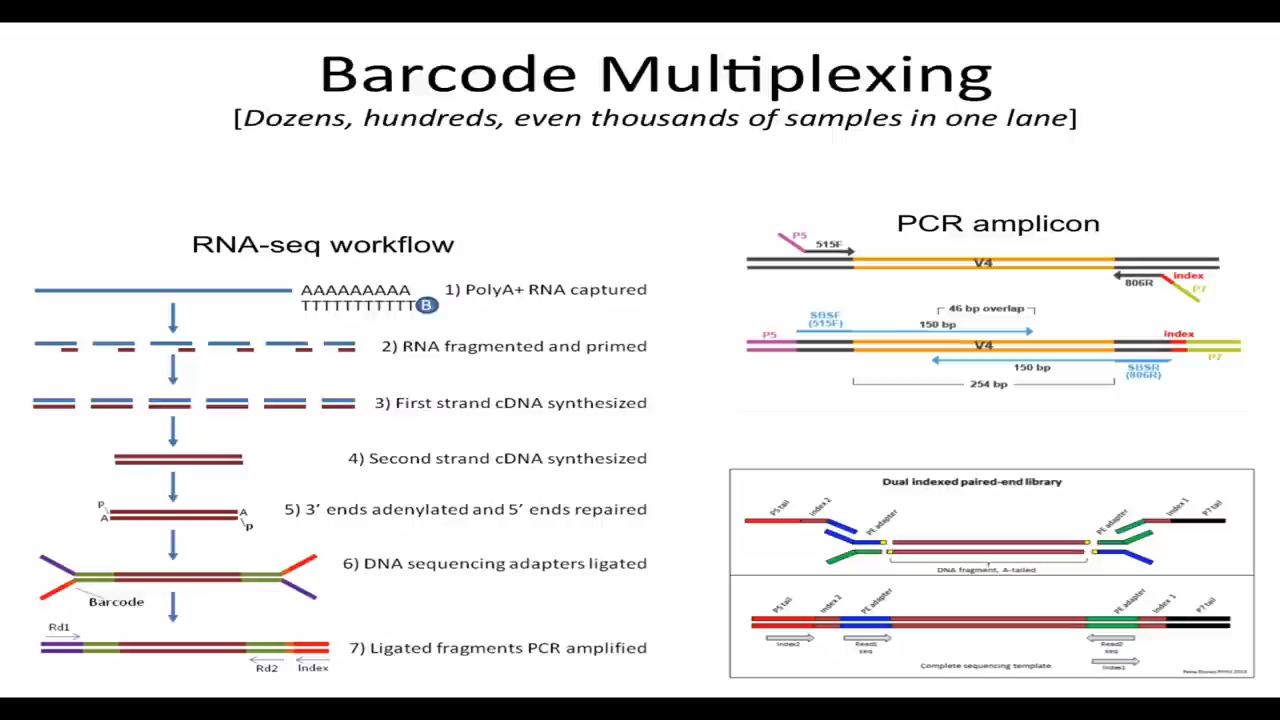 Barcode Multiplexing
[Dozens, hundreds, even thousands of samples in one lane]
RNA-seq workflow
AAAAAAAAA
TTTTTTTTTTT B
1) PolyA+ RNA captured
2) RNA fragmented and primed
3) First strand cDNA synthesized
4) Second strand cDNA synthesized
P
A
A
p
5) 3’ ends adenylated and 5’ ends repaired
6) DNA sequencing adapters ligated
Barcode
Rd1
Rd2
Index
7) Ligated fragments PCR amplified
PCR amplicon
P5
515F
V4
806R
index
P7
46 bp overlap
SBSF
(515F)
150 bp
P5
V4
index
P7
150 bp
SBSR
(806R)
254 bp
Dual indexed paired-end library
P5 tail
Index 2
PE adapter
PE adapter
Index 1
P7 tail
DNA fragment, A-tailed
P5 tail
Index 2
PE adapter
PE adapter
Index 1
P7 tail
Index2
Read1
seq
Read2
seq
Index1
Complete sequencing template